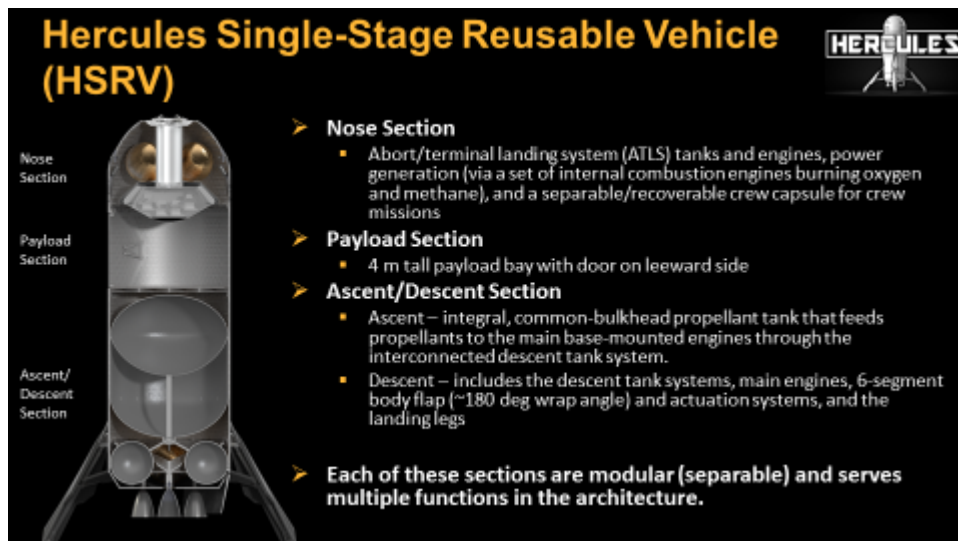 Hercules Single-Stage Reusable Vehicle
(HSRV)
HERCULES
Nose
Section
Payload
Section
Ascent/
Descent
Section
➤ Nose Section
▪ Abort/terminal landing system (ATLS) tanks and engines, power
generation (via a set of internal combustion engines burning oxygen
and methane), and a separable/recoverable crew capsule for crew
missions
➤ Payload Section
▪ 4 m tall payload bay with door on leeward side
➤ Ascent/Descent Section
▪ Ascent – integral, common-bulkhead propellant tank that feeds
propellants to the main base-mounted engines through the
interconnected descent tank system.
▪ Descent – includes the descent tank systems, main engines, 6-segment
body flap (~180 deg wrap angle) and actuation systems, and the
landing legs
➤ Each of these sections are modular (separable) and serves
multiple functions in the architecture.